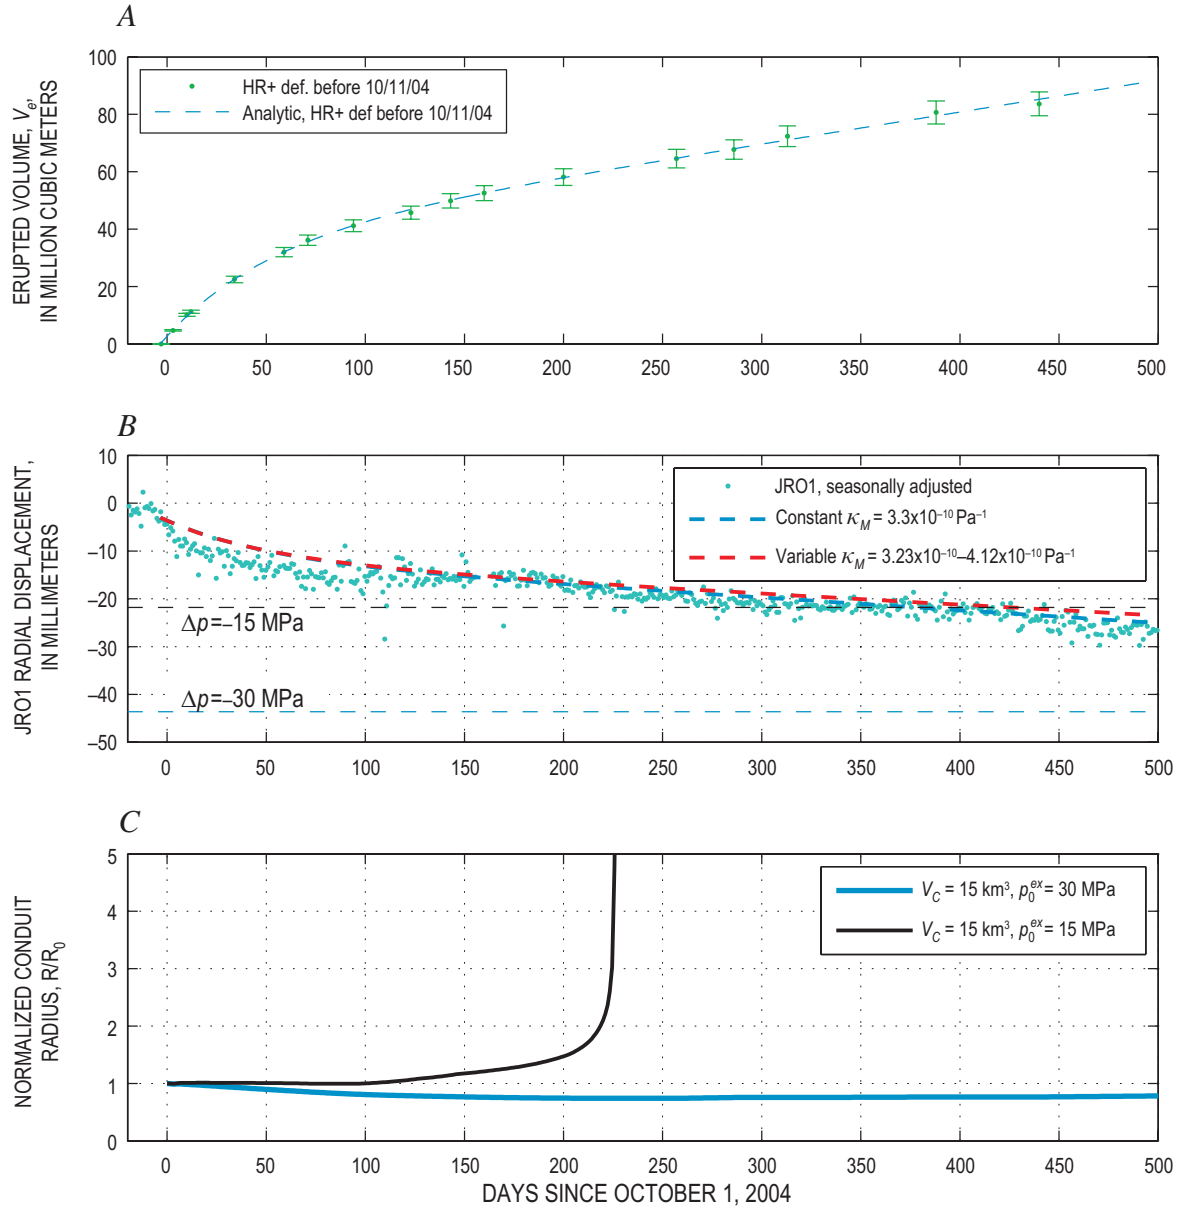 A
ERUPTED VOLUME, Vₑ,
IN MILLION CUBIC METERS
100
80
60
40
20
0
HR+ def. before 10/11/04
Analytic, HR+ def before 10/11/04
0 50 100 150 200 250 300 350 400 450 500
B
JRO1 RADIAL DISPLACEMENT,
IN MILLIMETERS
10
0
–10
–20
–30
–40
–50
JRO1, seasonally adjusted
Constant κ_M = 3.3x10⁻¹⁰ Pa⁻¹
Variable κ_M = 3.23x10⁻¹⁰–4.12x10⁻¹⁰ Pa⁻¹
Δp=–15 MPa
Δp=–30 MPa
0 50 100 150 200 250 300 350 400 450 500
C
NORMALIZED CONDUIT
RADIUS, R/R₀
5
4
3
2
1
0
V_C = 15 km³, p₀ᵉˣ = 30 MPa
V_C = 15 km³, p₀ᵉˣ = 15 MPa
0 50 100 150 200 250 300 350 400 450 500
DAYS SINCE OCTOBER 1, 2004